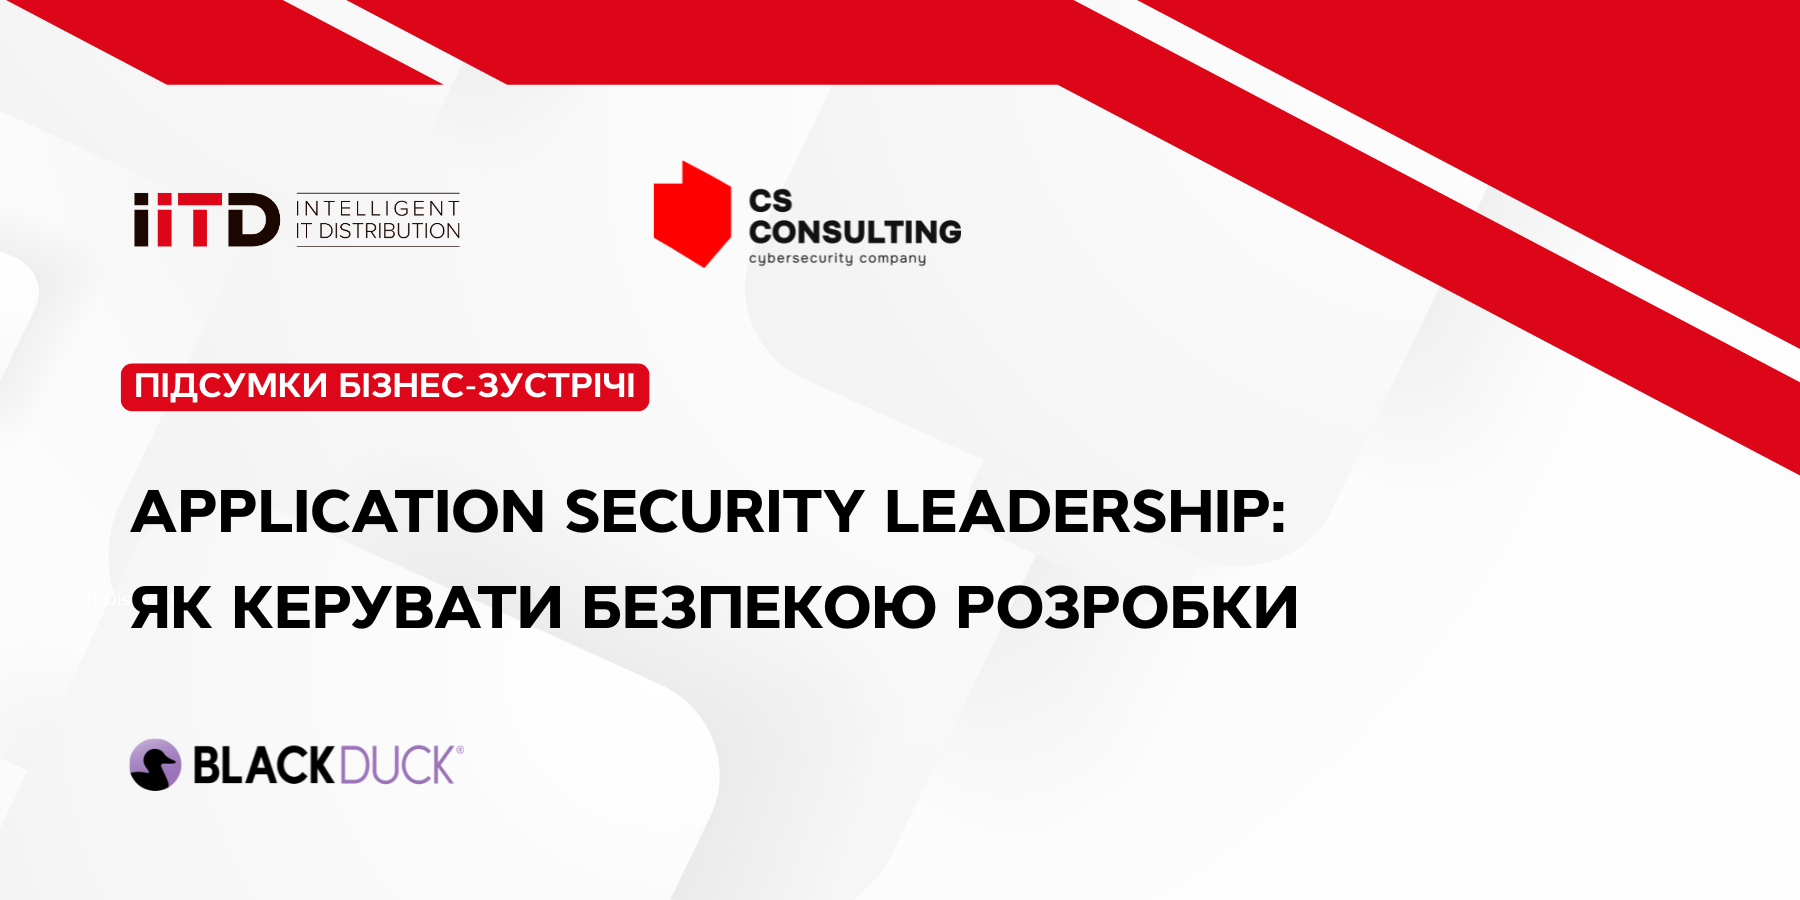 iiTD INTELLIGENT
IT DISTRIBUTION
CS
CONSULTING
cybersecurity company
ПІДСУМКИ БІЗНЕС-ЗУСТРІЧІ
APPLICATION SECURITY LEADERSHIP:
ЯК КЕРУВАТИ БЕЗПЕКОЮ РОЗРОБКИ
BLACKDUCK®